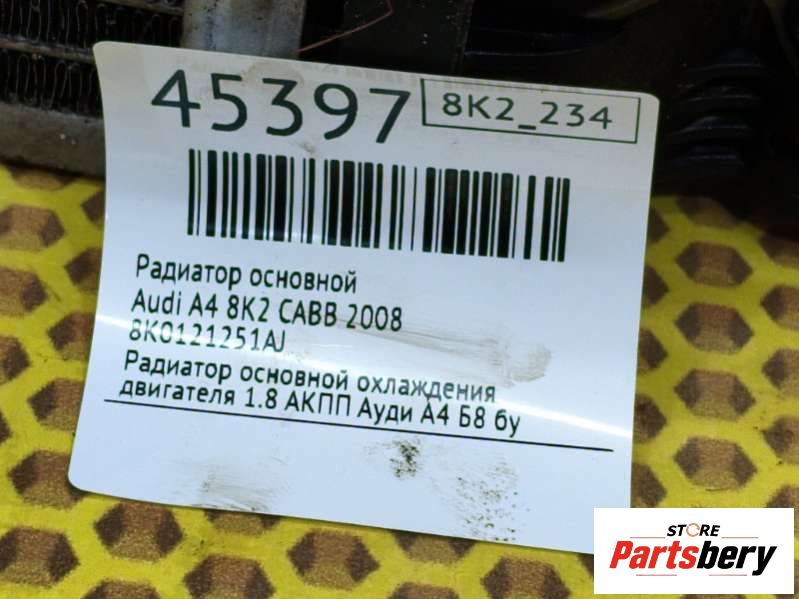 45397
8K2_234
Радиатор основной
Audi A4 8K2 CABB 2008
8K0121251AJ
Радиатор основной охлаждения
двигателя 1.8 АКПП Ауди А4 Б8 бу
STORE
Partsbery